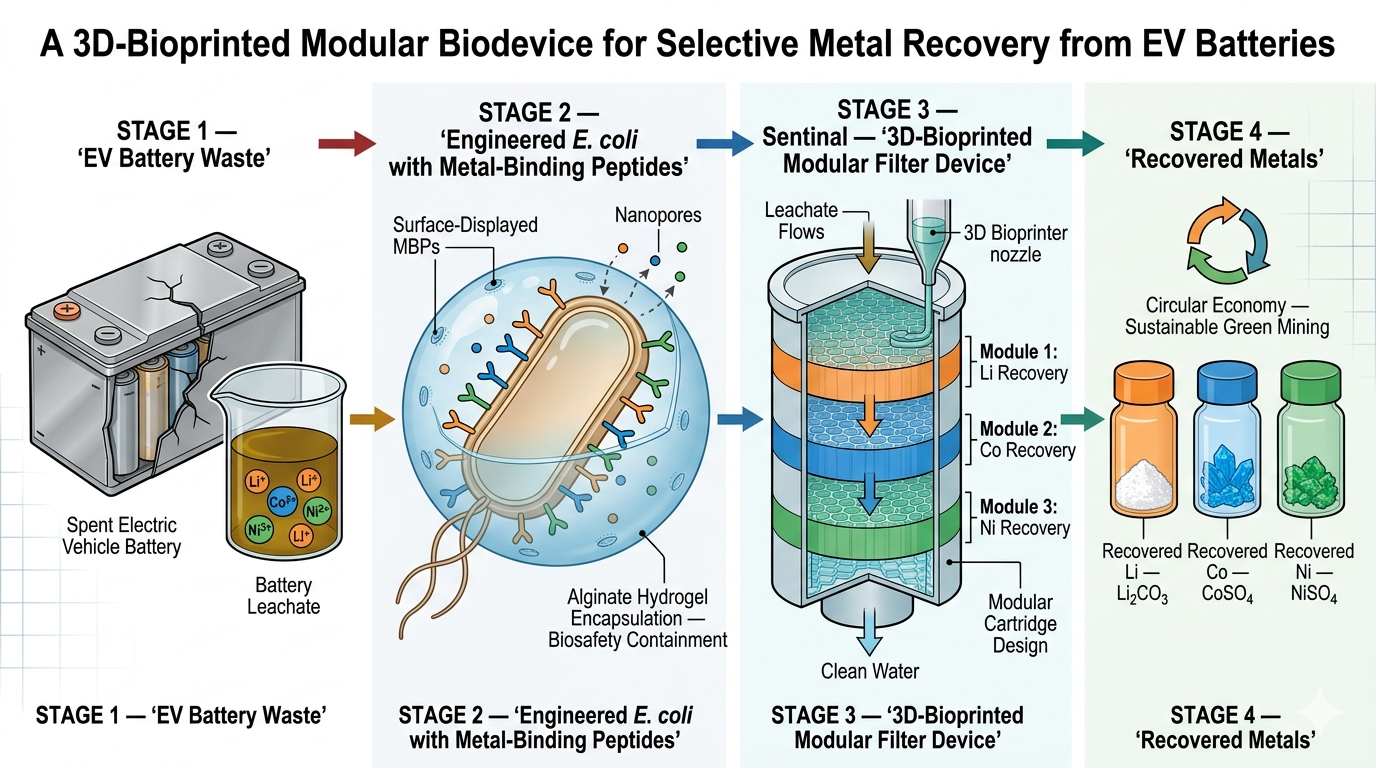 A 3D-Bioprinted Modular Biodevice for Selective Metal Recovery from EV Batteries
STAGE 1 —
‘EV Battery Waste’
STAGE 2 —
‘Engineered E. coli
with Metal-Binding Peptides’
STAGE 3 —
Sentinal — ‘3D-Bioprinted
Modular Filter Device’
STAGE 4 —
‘Recovered Metals’
Li⁺
Ni²⁺
Spent Electric
Vehicle Battery
Battery
Leachate
Surface-Displayed
MBPs
Nanopores
Alginate Hydrogel
Encapsulation —
Biosafety Containment
Leachate
Flows
3D Bioprinter
nozzle
Module 1:
Li Recovery
Module 2:
Co Recovery
Module 3:
Ni Recovery
Modular
Cartridge
Design
Clean Water
Circular Economy —
Sustainable Green Mining
Recovered
Li —
Li₂CO₃
Recovered
Co —
CoSO₄
Recovered
Ni —
NiSO₄
STAGE 1 — ‘EV Battery Waste’
STAGE 2 — ‘Engineered E. coli
with Metal-Binding Peptides’
STAGE 3 — ‘3D-Bioprinted
Modular Filter Device’
STAGE 4 —
‘Recovered Metals’